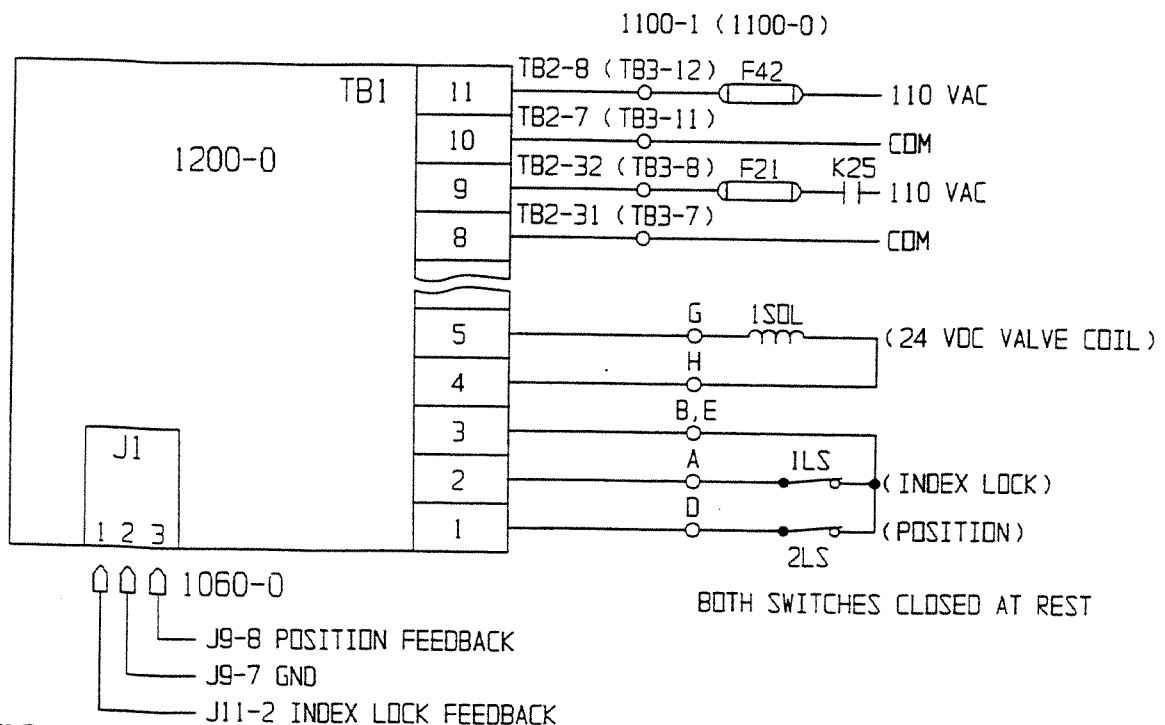 1100-1 (1100-0)
TB1
1200-0
11
TB2-8 (TB3-12)
F42
110 VAC
10
TB2-7 (TB3-11)
COM
9
TB2-32 (TB3-8)
F21
K25
110 VAC
8
TB2-31 (TB3-7)
COM
5
G
1SOL
(24 VDC VALVE COIL)
4
H
3
B,E
2
A
1LS
(INDEX LOCK)
1
D
2LS
(POSITION)
BOTH SWITCHES CLOSED AT REST
J1
1 2 3
1060-0
J9-8 POSITION FEEDBACK
J9-7 GND
J11-2 INDEX LOCK FEEDBACK